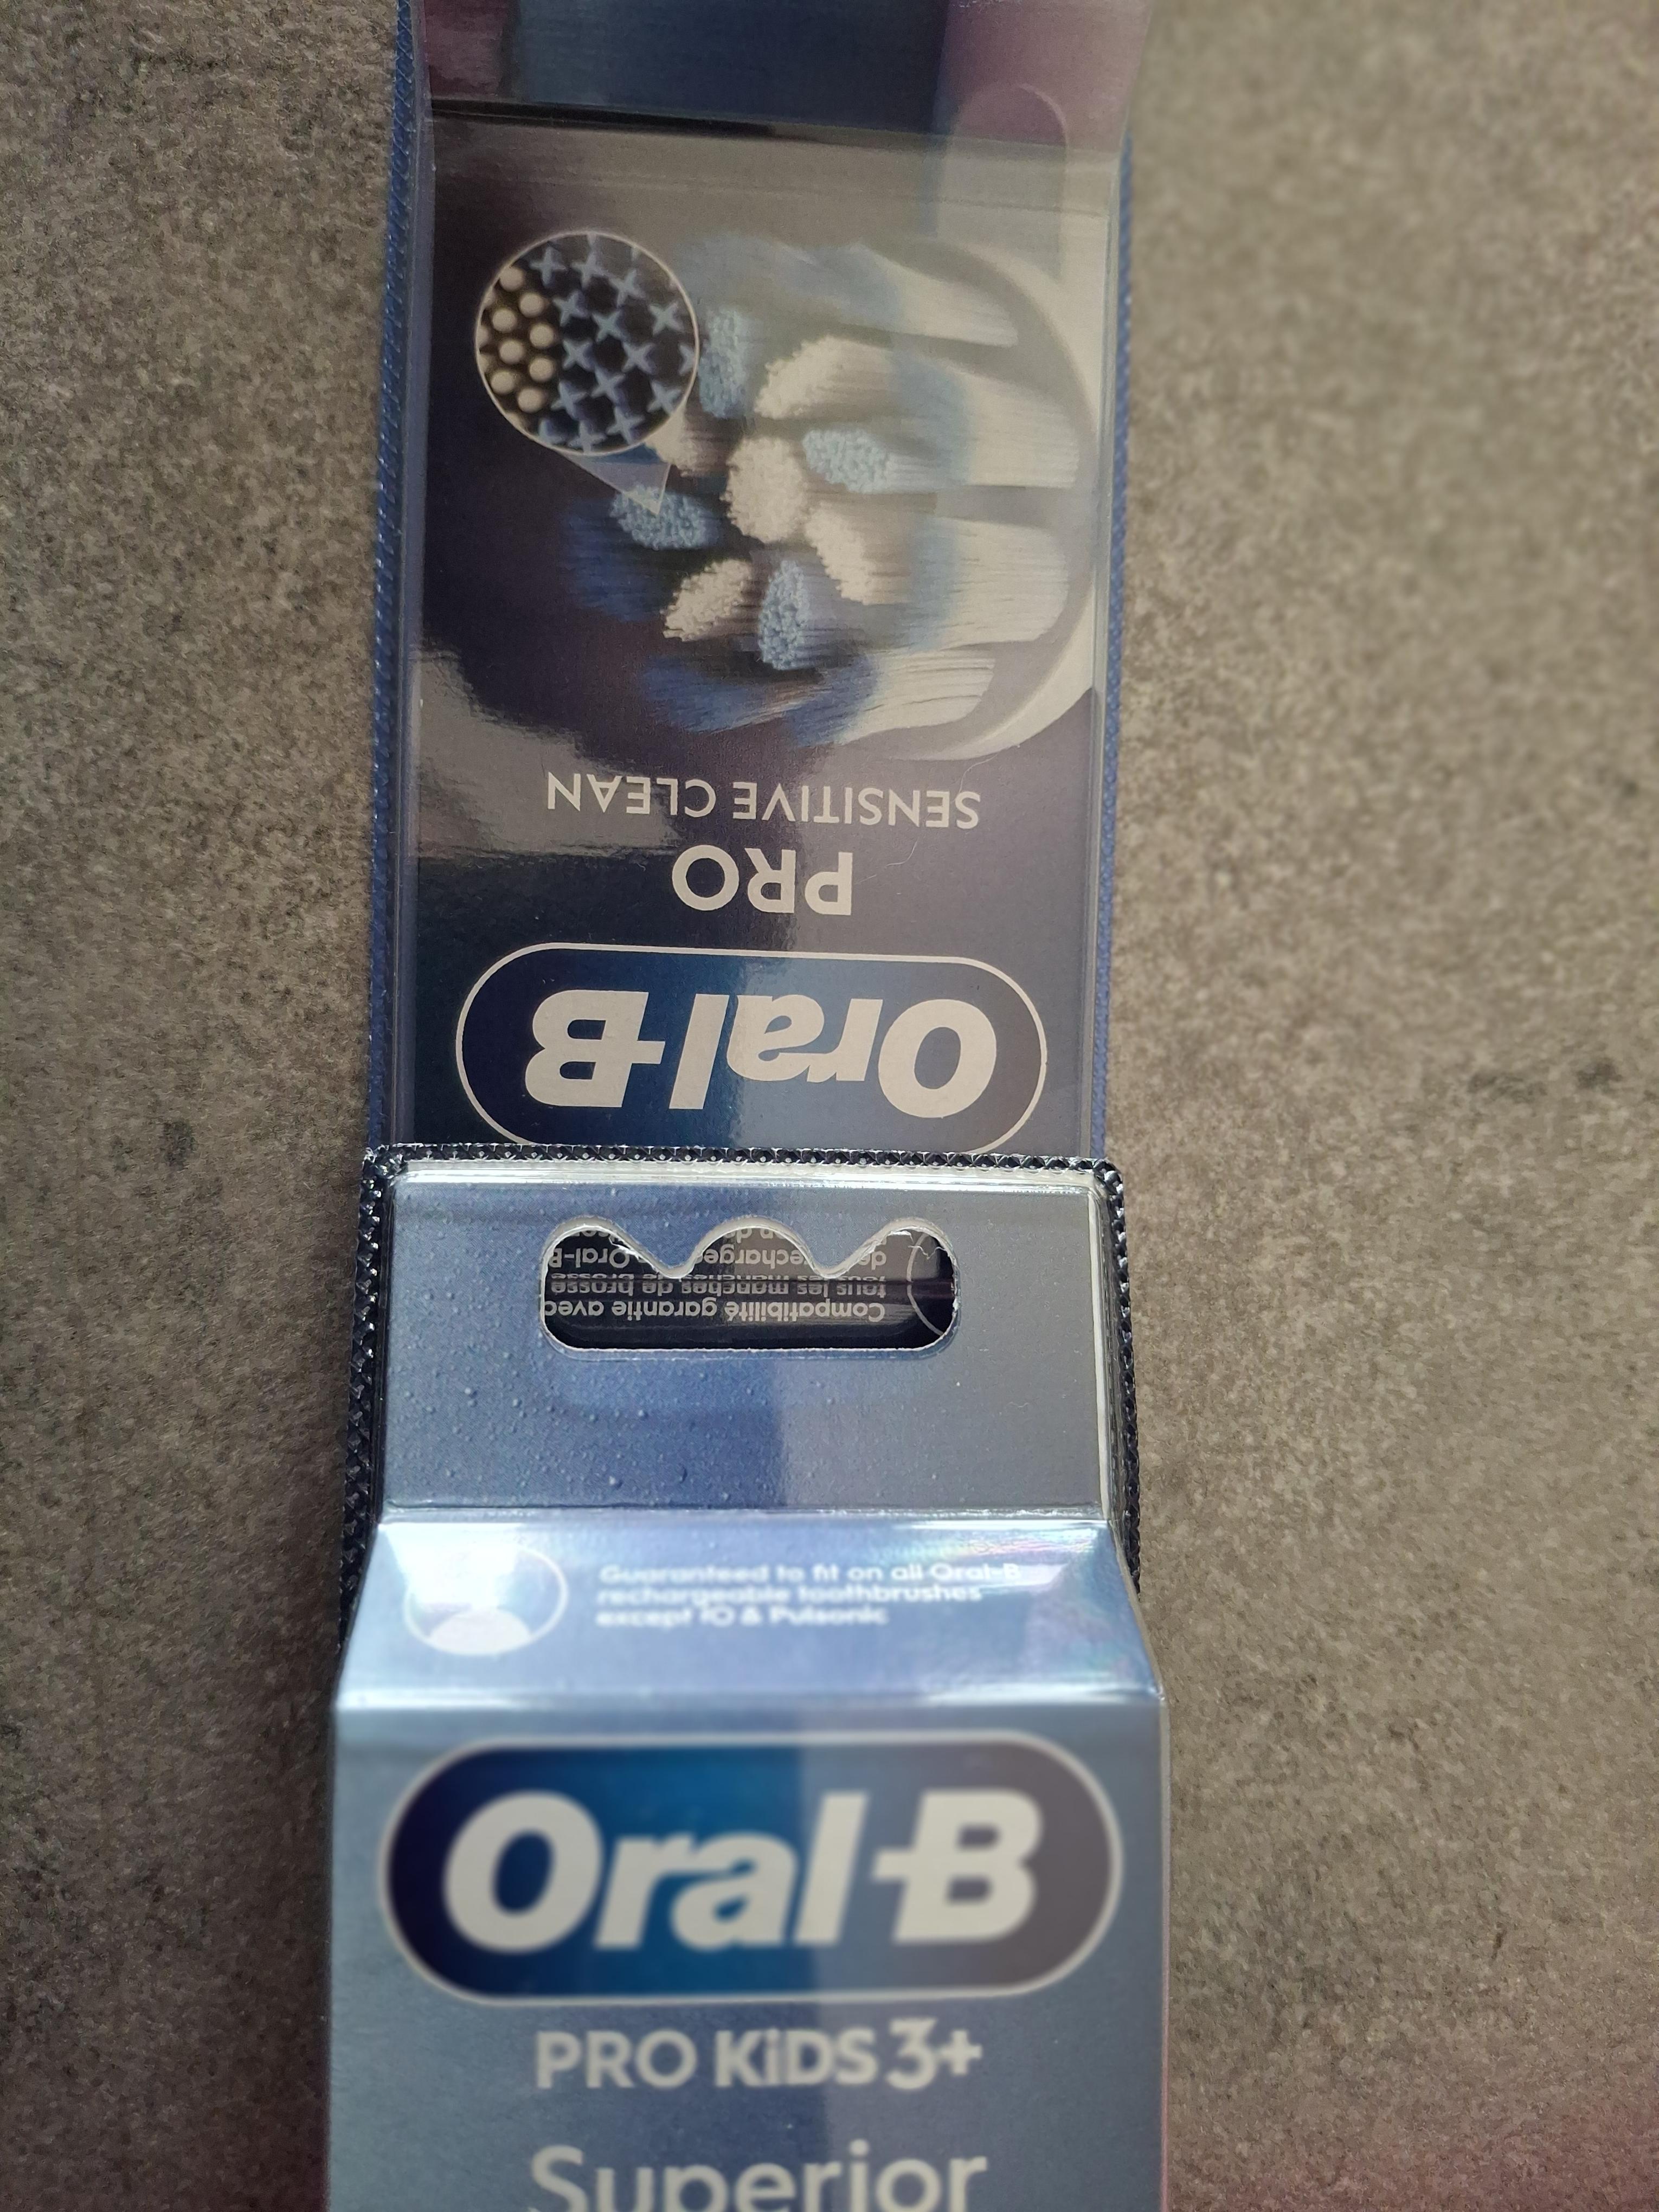 Oral-B
PRO
SENSITIVE CLEAN
Compatibilité garantie avec
tous les manches de brosse
rechargeables Oral-B
Guaranteed to fit on all Oral-B
rechargeable toothbrushes
except iO & Pulsonic
Oral-B
PRO KiDS 3+
Superior